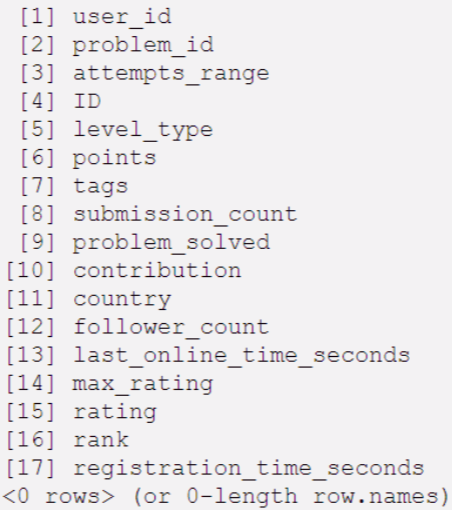 [1] user_id
[2] problem_id
[3] attempts_range
[4] ID
[5] level_type
[6] points
[7] tags
[8] submission_count
[9] problem_solved
[10] contribution
[11] country
[12] follower_count
[13] last_online_time_seconds
[14] max_rating
[15] rating
[16] rank
[17] registration_time_seconds
<0 rows> (or 0-length row.names)